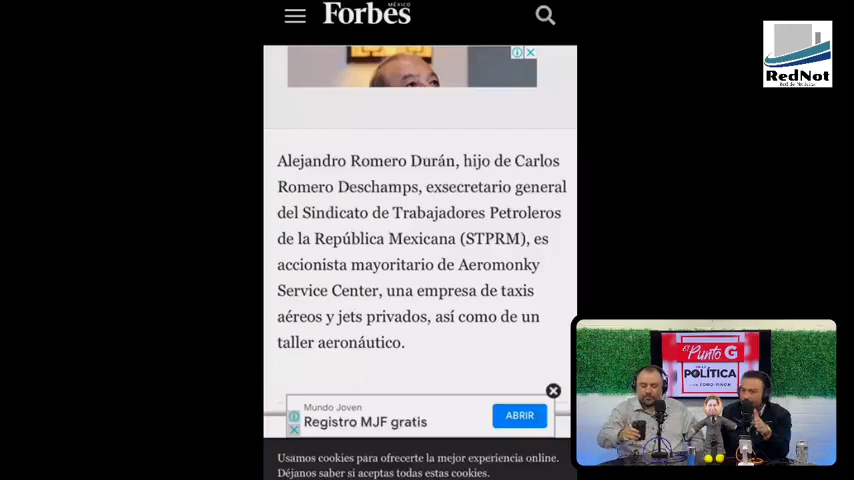 Forbes
MÉXICO
RedNot
Red de Noticias
Alejandro Romero Durán, hijo de Carlos
Romero Deschamps, exsecretario general
del Sindicato de Trabajadores Petroleros
de la República Mexicana (STPRM), es
accionista mayoritario de Aeromonky
Service Center, una empresa de taxis
aéreos y jets privados, así como de un
taller aeronáutico.
Mundo Joven
Registro MJF gratis
ABRIR
Usamos cookies para ofrecerte la mejor experiencia online.
Déjanos saber si aceptas todas estas cookies.
El Punto G
POLÍTICA